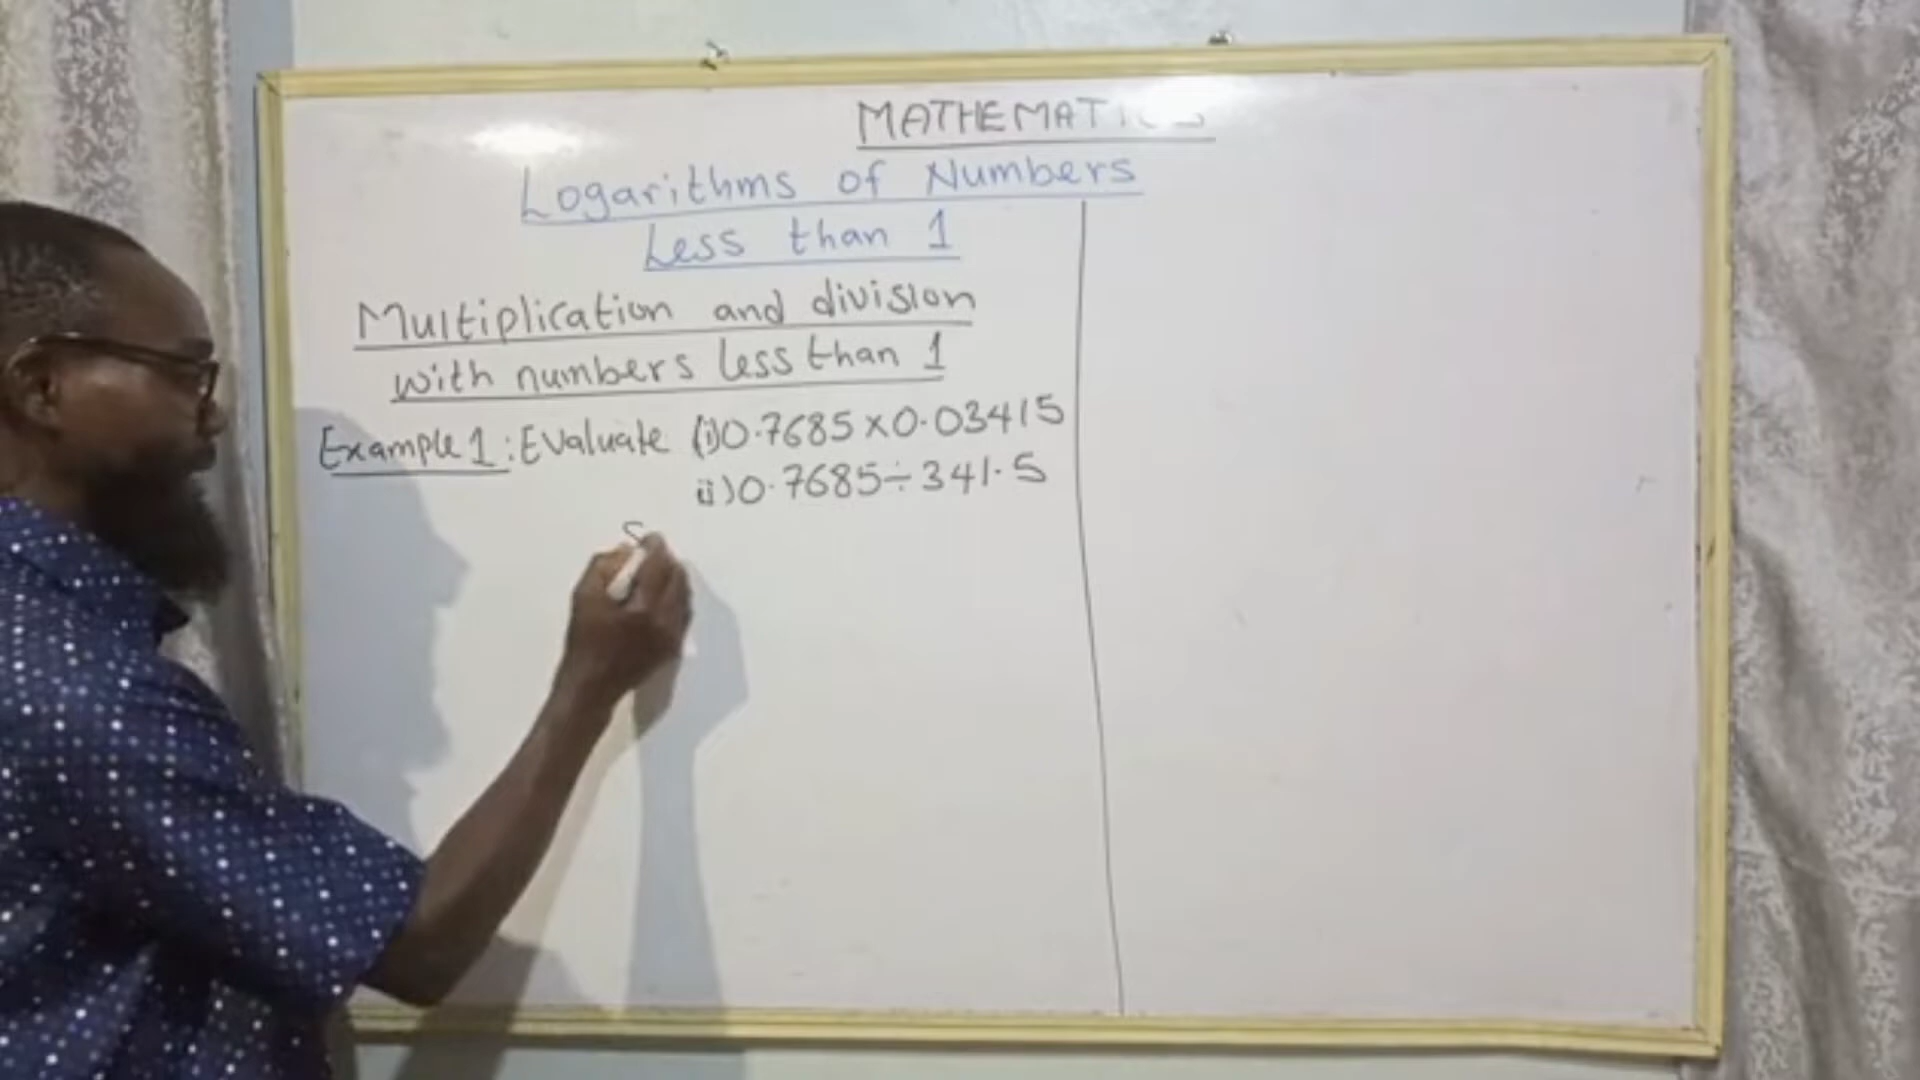 MATHEMATICS
Logarithms of Numbers
Less than 1
Multiplication and division
with numbers less than 1
Example 1: Evaluate (i) 0.7685 × 0.03415
ii) 0.7685 ÷ 341.5
S